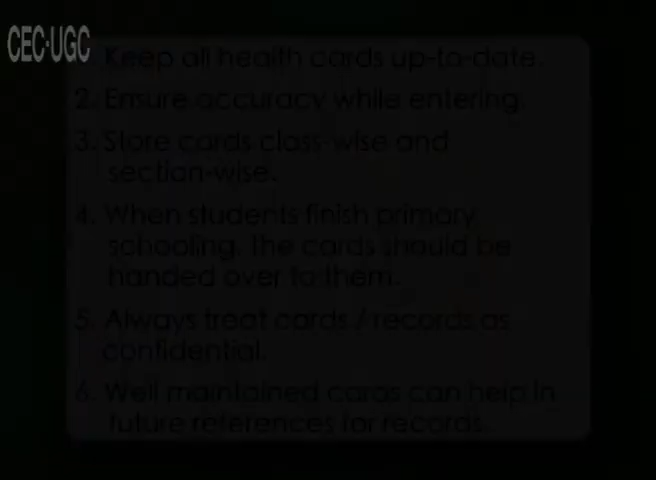 CEC-UGC
Keep all health cards up-to-date.
2. Ensure accuracy while entering.
3. Store cards class-wise and
section-wise.
4. When students finish primary
schooling. The cards should be
handed over to them.
5. Always treat cards / records as
confidential.
6. Well maintained cards can help in
future references for records.